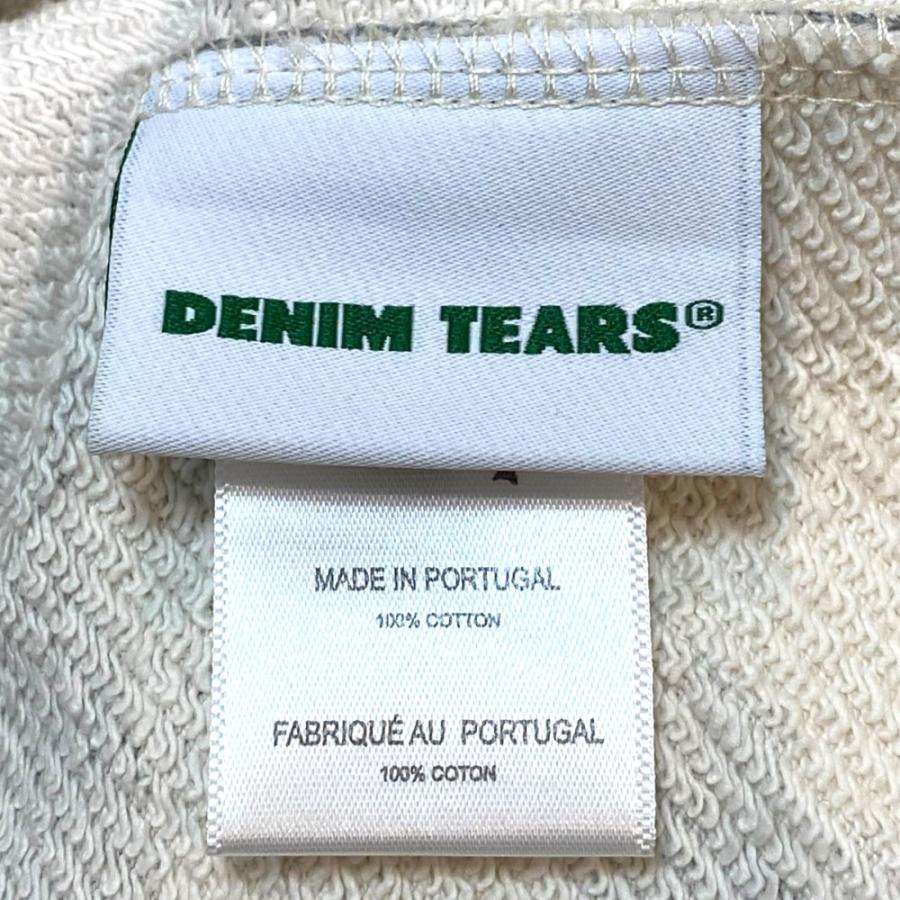 DENIM TEARS®
MADE IN PORTUGAL
100% COTTON
FABRIQUÉ AU PORTUGAL
100% COTON